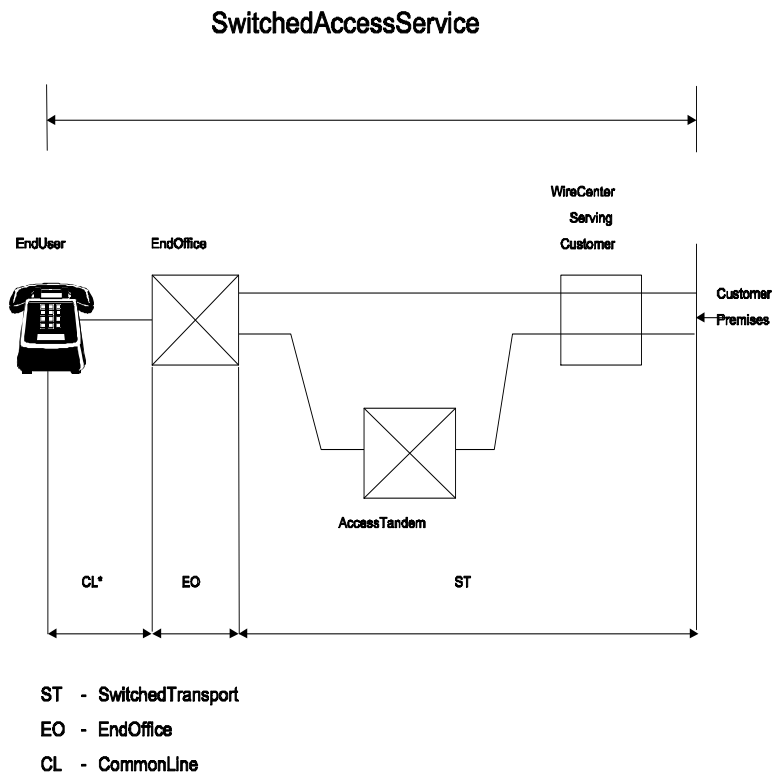 SwitchedAccessService
WireCenter
Serving
Customer
EndUser
EndOffice
Customer
Premises
AccessTandem
CL*
EO
ST
ST - SwitchedTransport
EO - EndOffice
CL - CommonLine